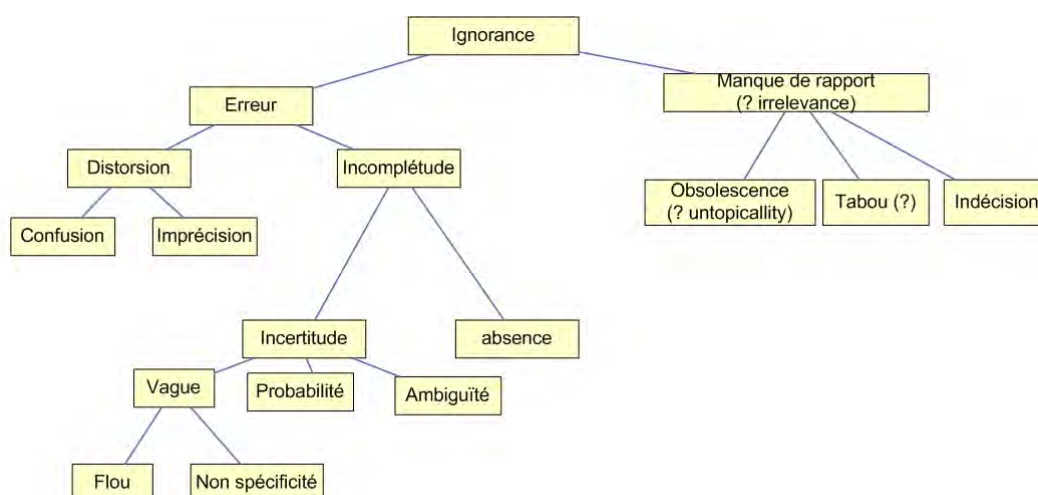 Ignorance
Manque de rapport
(? irrelevance)
Erreur
Distorsion
Incomplétude
Obsolescence
(? untopicallity)
Tabou (?)
Indécision
Confusion
Imprécision
Incertitude
absence
Vague
Probabilité
Ambiguïté
Flou
Non spécificité